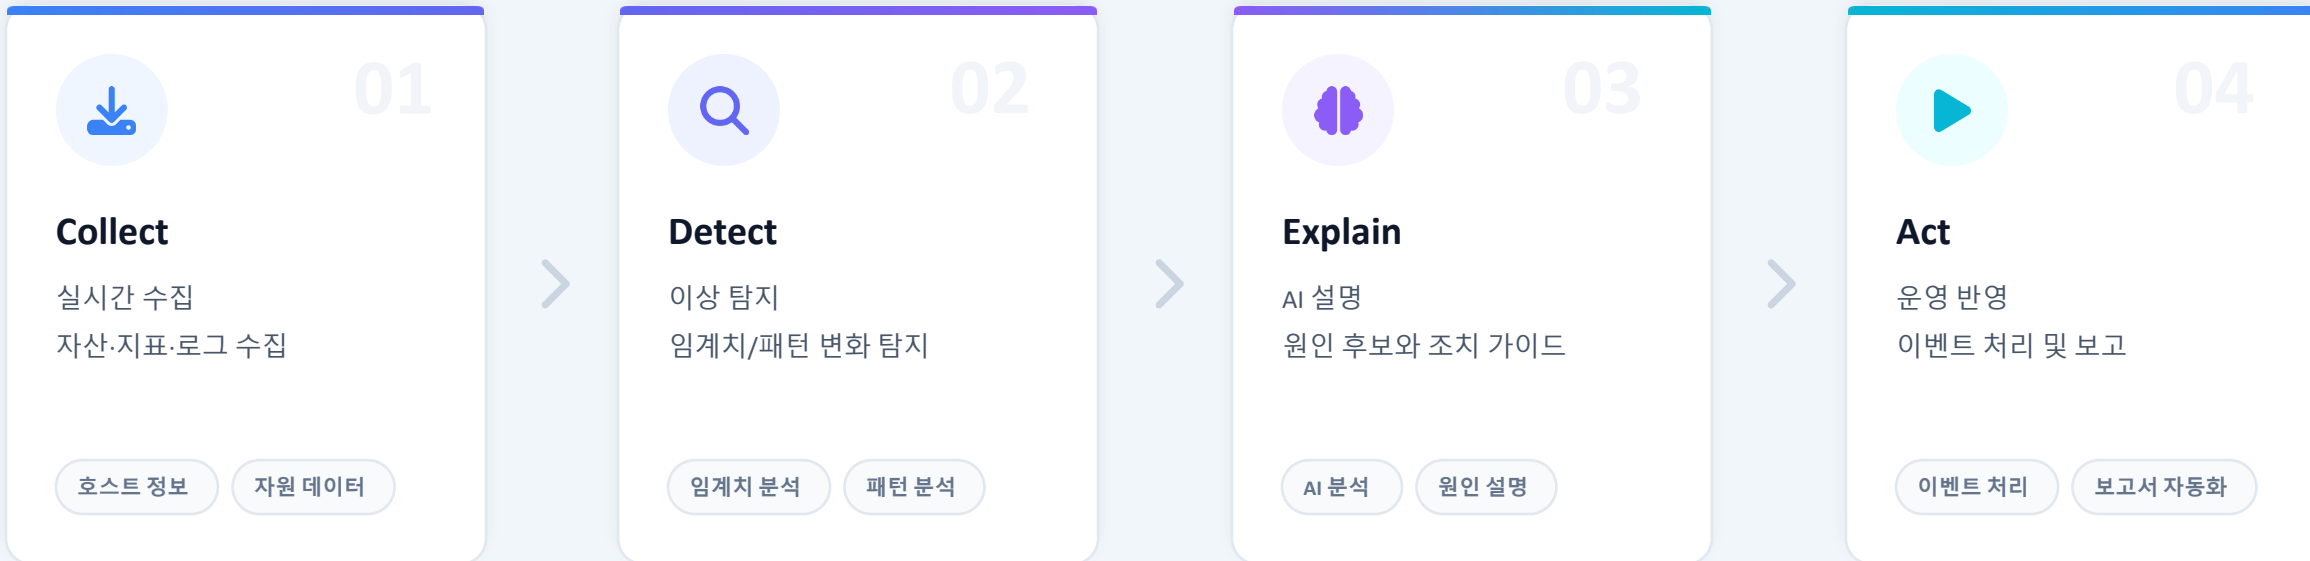 01
Collect
실시간 수집
자산·지표·로그 수집
호스트 정보
자원 데이터
02
Detect
이상 탐지
임계치/패턴 변화 탐지
임계치 분석
패턴 분석
03
Explain
AI 설명
원인 후보와 조치 가이드
AI 분석
원인 설명
04
Act
운영 반영
이벤트 처리 및 보고
이벤트 처리
보고서 자동화